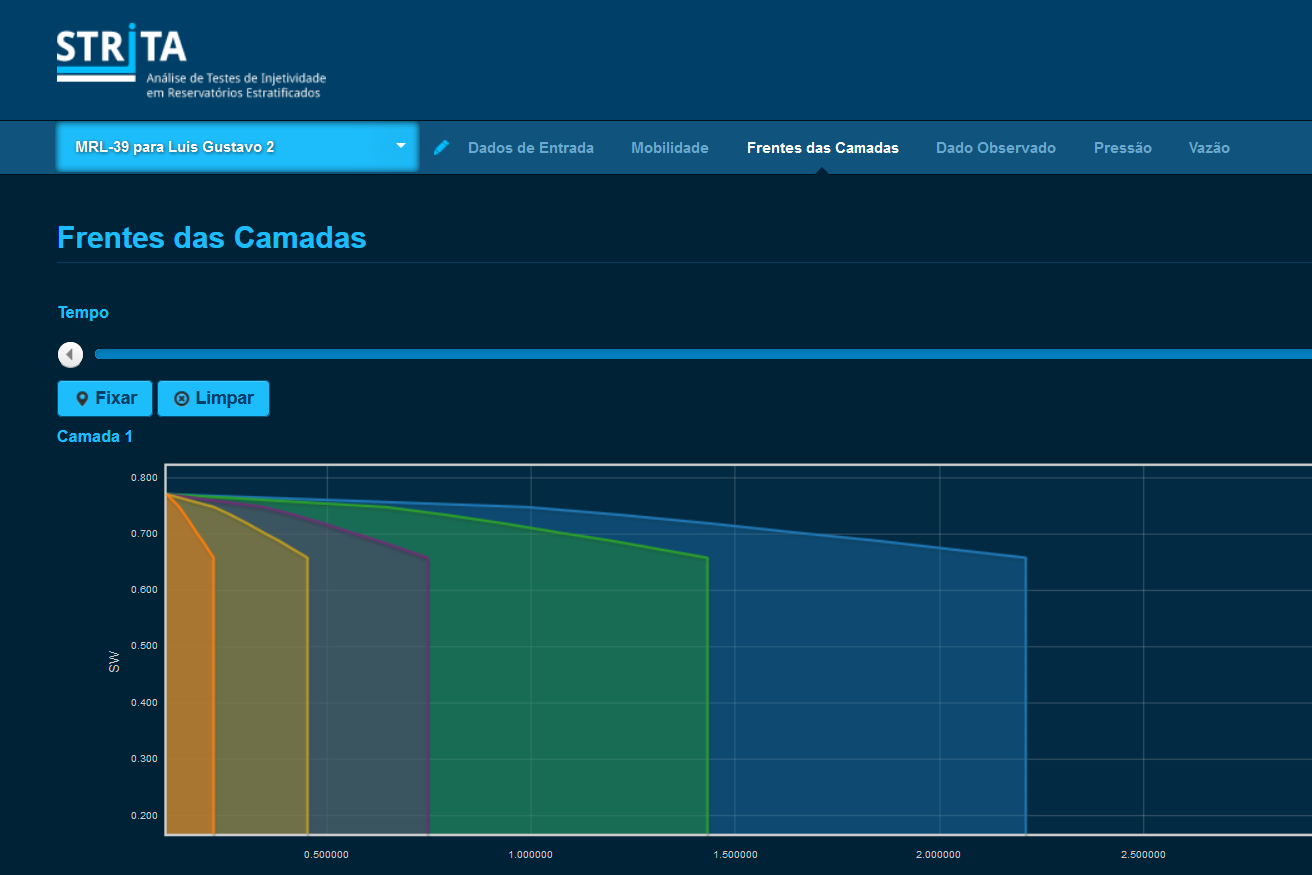 STRiTA
Análise de Testes de Injetividade
em Reservatórios Estratificados
MRL-39 para Luis Gustavo 2
Dados de Entrada
Mobilidade
Frentes das Camadas
Dado Observado
Pressão
Vazão
Frentes das Camadas
Tempo
Fixar
Limpar
Camada 1
0.800
0.700
0.600
0.500
0.400
0.300
0.200
SW
0.500000
1.000000
1.500000
2.000000
2.500000